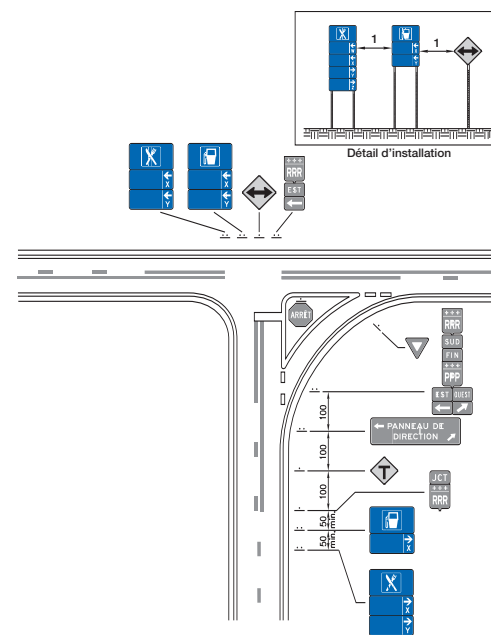 1
1
N
X
Y
Z
X
Y
Détail d'installation
X
Y
X
Y
RRR
EST
ARRÊT
RRR
SUD
FIN
PPP
EST OUEST
100
PANNEAU DE
DIRECTION
100
T
100
JCT
RRR
50
min.
50
min.
X
X
Y